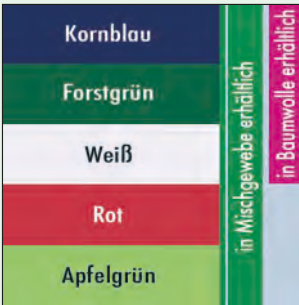 Kornblau
Forstgrün
Weiß
Rot
Apfelgrün
in Mischgewebe erhältlich
in Baumwolle erhältlich